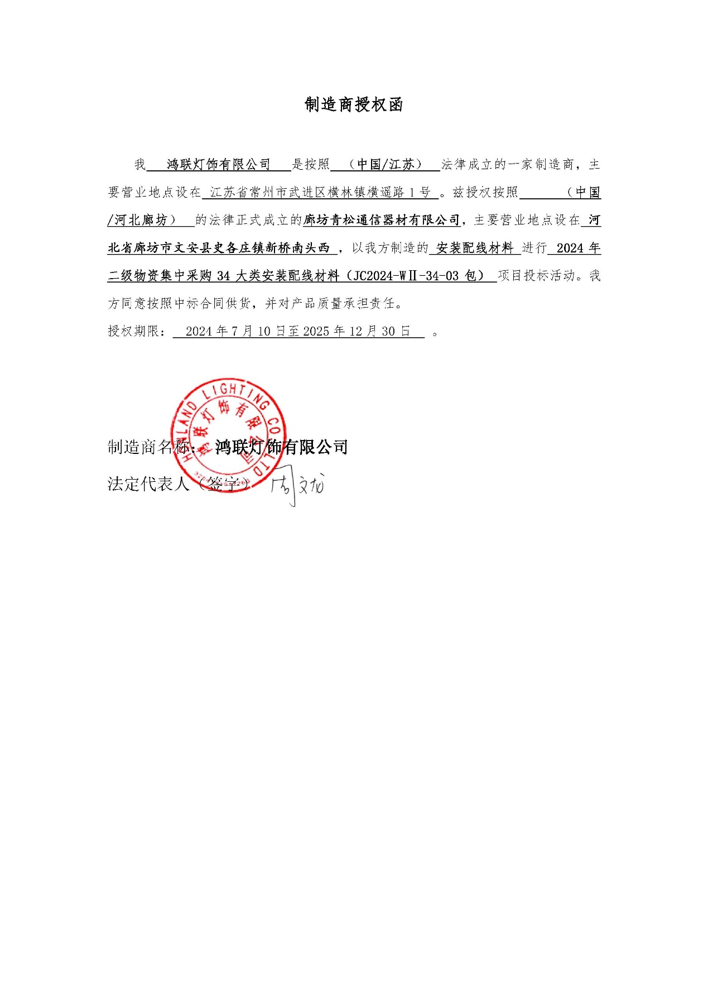 制造商授权函
我 鸿联灯饰有限公司 是按照 （中国/江苏） 法律成立的一家制造商，主
要营业地点设在 江苏省常州市武进区横林镇横遥路 1 号 。兹授权按照 （中国
/河北廊坊） 的法律正式成立的廊坊青松通信器材有限公司，主要营业地点设在 河
北省廊坊市文安县史各庄镇新桥南头西 ，以我方制造的 安装配线材料 进行 2024 年
二级物资集中采购 34 大类安装配线材料（JC2024-WⅡ-34-03 包） 项目投标活动。我
方同意按照中标合同供货，并对产品质量承担责任。
授权期限： 2024 年 7 月 10 日至 2025 年 12 月 30 日 。
HONLAND LIGHTING CO.,LTD
鸿联灯饰有限公司
制造商名称: 鸿联灯饰有限公司
法定代表人（签字） 周文龙